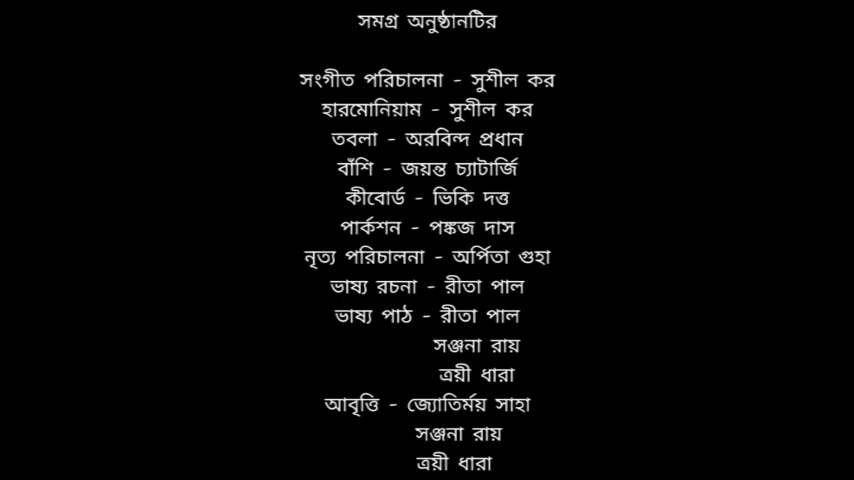 সমগ্র অনুষ্ঠানটির
সংগীত পরিচালনা - সুশীল কর
হারমোনিয়াম - সুশীল কর
তবলা - অরবিন্দ প্রধান
বাঁশি - জয়ন্ত চ্যাটার্জি
কীবোর্ড - ভিকি দত্ত
পার্কশন - পঙ্কজ দাস
নৃত্য পরিচালনা - অর্পিতা গুহা
ভাষ্য রচনা - রীতা পাল
ভাষ্য পাঠ - রীতা পাল
সঞ্জনা রায়
ত্রয়ী ধারা
আবৃত্তি - জ্যোতির্ময় সাহা
সঞ্জনা রায়
ত্রয়ী ধারা